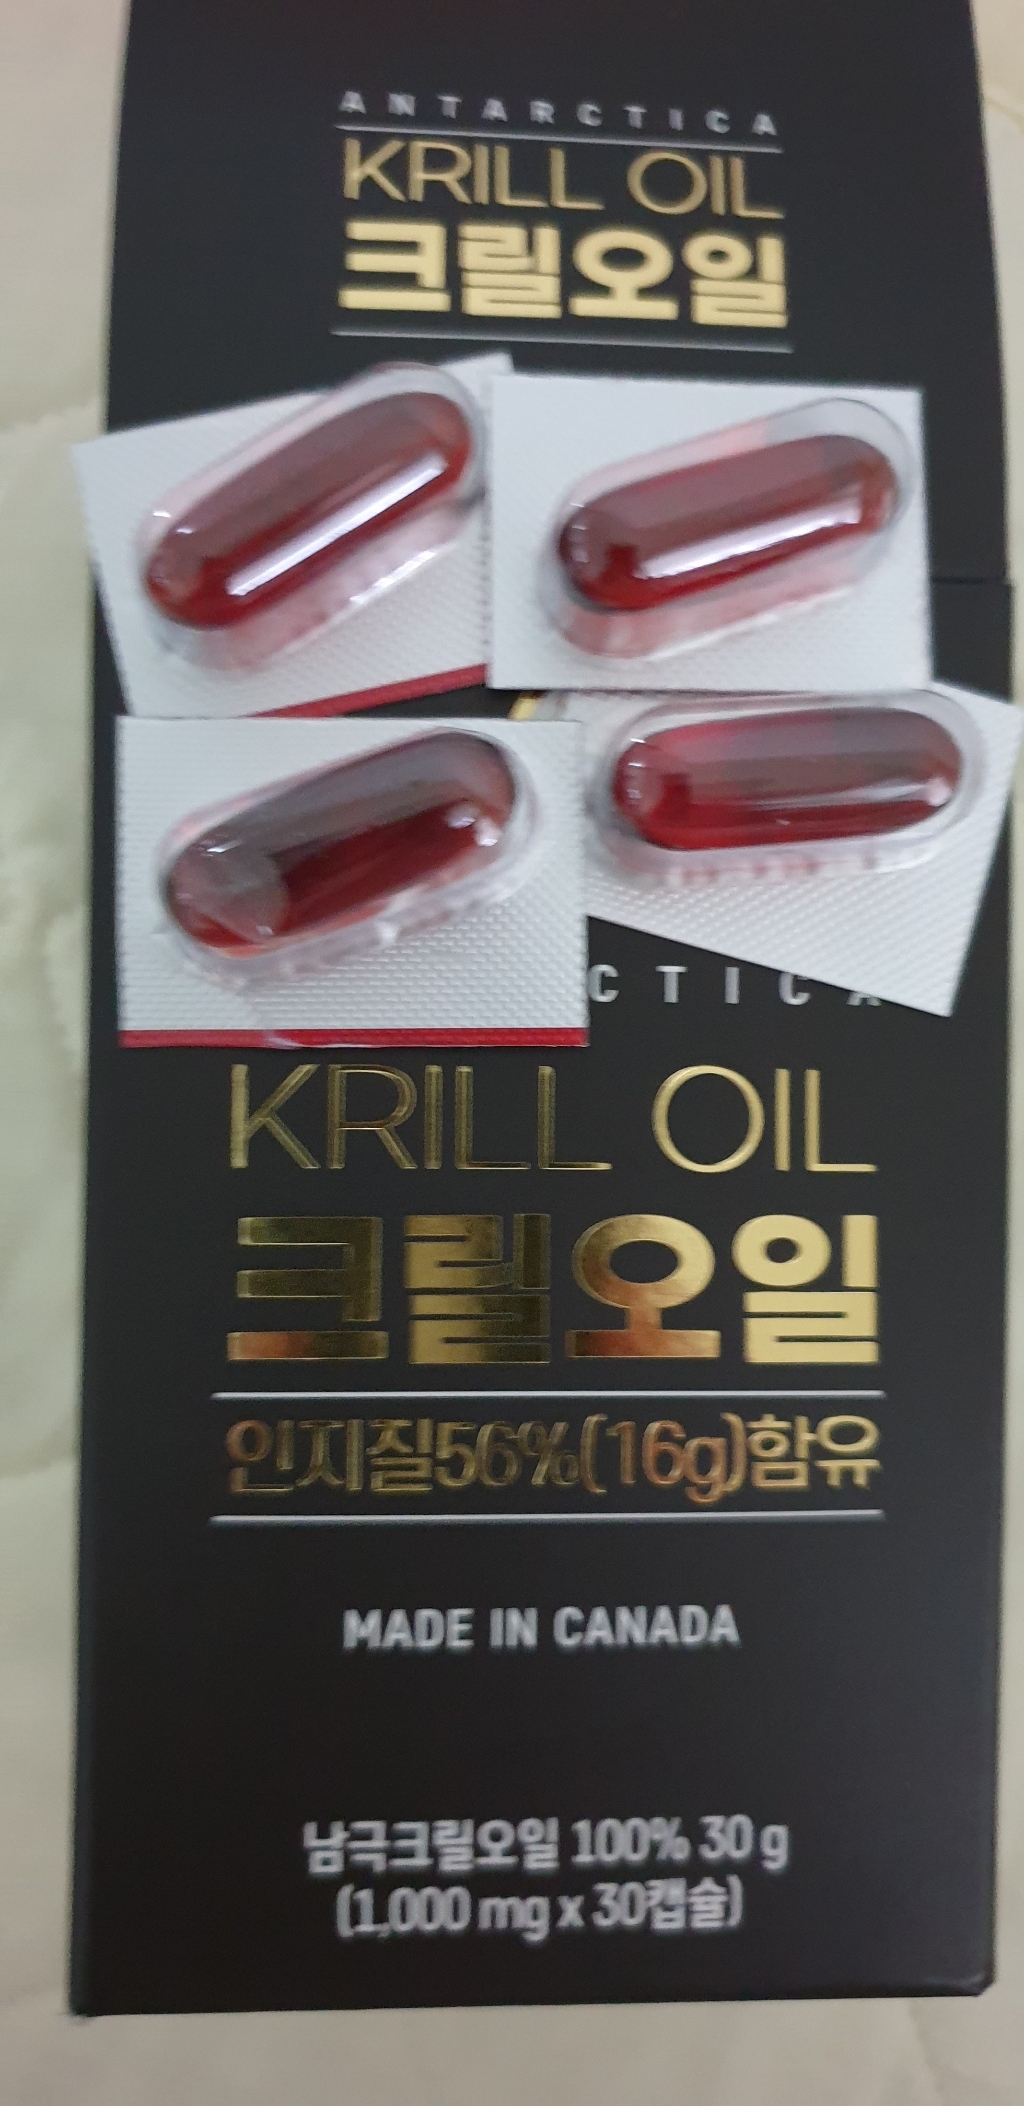 ANTARCTICA
KRILL OIL
크릴오일
CTICA
KRILL OIL
크릴오일
인지질56%(16g)함유
MADE IN CANADA
남극크릴오일 100% 30 g
(1,000 mg x 30캡슐)